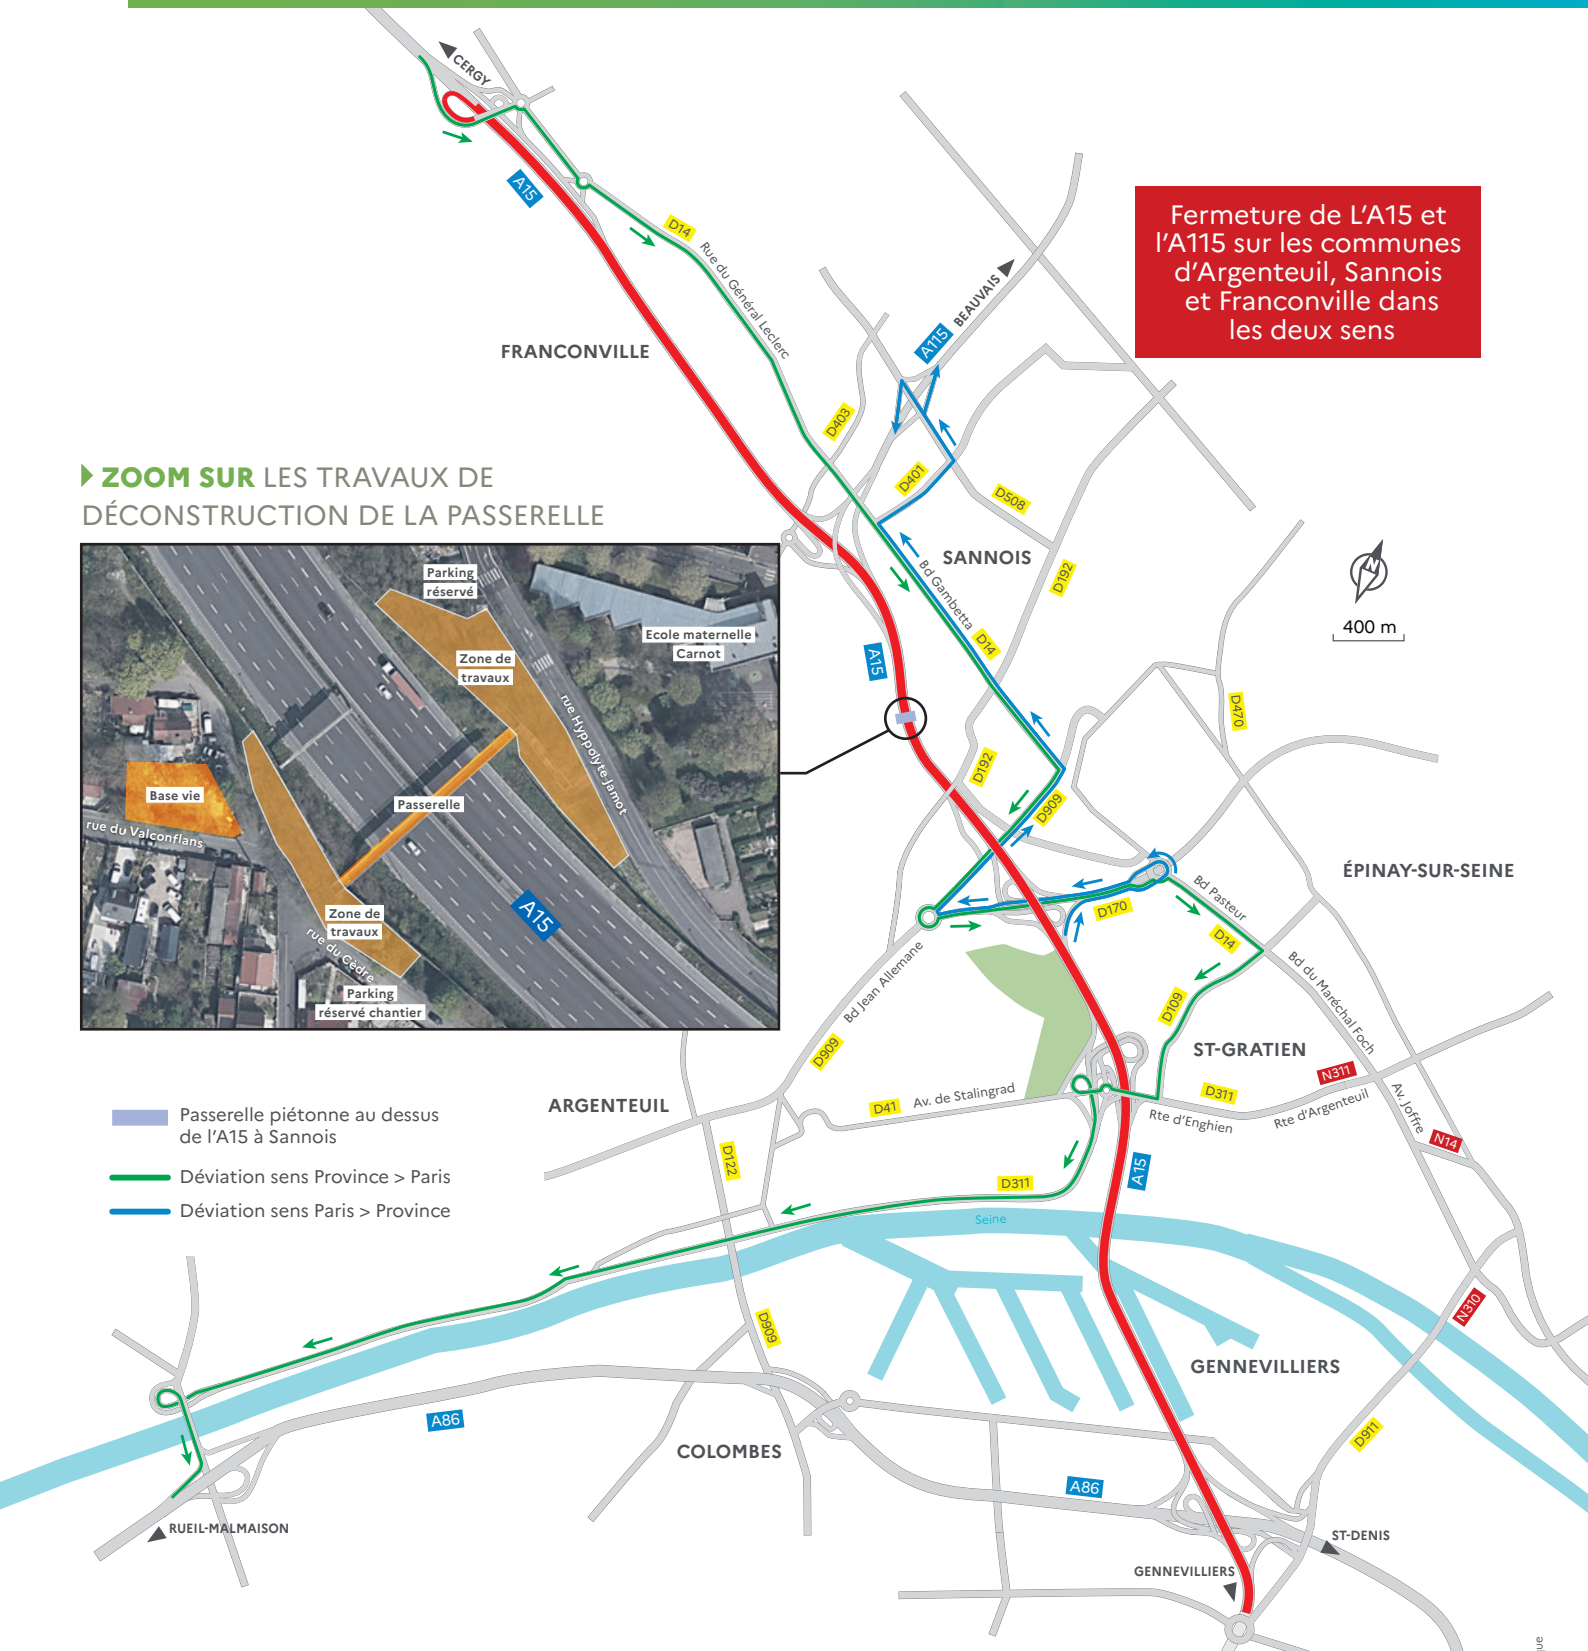 CERGY
A15
D14
Rue du Général Leclerc
Fermeture de L'A15 et
l'A115 sur les communes
d'Argenteuil, Sannois
et Franconville dans
les deux sens
BEAUVAIS
A115
FRANCONVILLE
D403
D401
D508
ZOOM SUR LES TRAVAUX DE
DÉCONSTRUCTION DE LA PASSERELLE
SANNOIS
Bd Gambetta
D14
D192
400 m
A15
D470
D192
D909
Parking
réservé
Ecole maternelle
Carnot
Zone de
travaux
rue Hyppolyte Jamot
Base vie
Passerelle
rue du Valconflans
A15
Zone de
travaux
rue du Cèdre
Parking
réservé chantier
ÉPINAY-SUR-SEINE
Bd Pasteur
D170
D14
Bd Jean Allemane
Bd du Maréchal Foch
D109
D909
ST-GRATIEN
N311
D311
Rte d'Argenteuil
Rte d'Enghien
Av. Joffre
N14
D41
Av. de Stalingrad
ARGENTEUIL
Passerelle piétonne au dessus
de l'A15 à Sannois
D122
A15
Déviation sens Province > Paris
D311
Déviation sens Paris > Province
Seine
N310
D909
GENNEVILLIERS
A86
D911
COLOMBES
A86
RUEIL-MALMAISON
ST-DENIS
GENNEVILLIERS